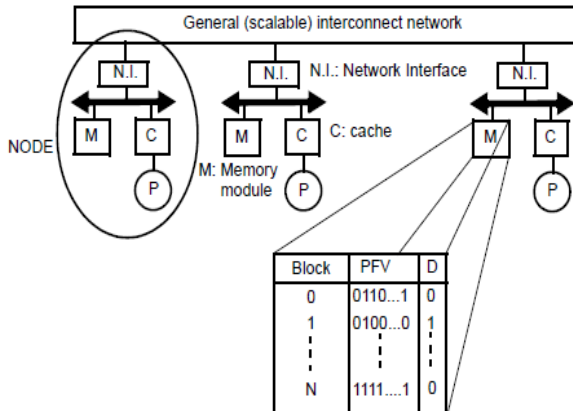 General (scalable) interconnect network
N.I.
N.I.
N.I.: Network Interface
N.I.
NODE
M
C
M
C
C: cache
M
C
M: Memory
module
P
P
P
Block PFV D
0 0110...1 0
1 0100...0 1
N 1111....1 0